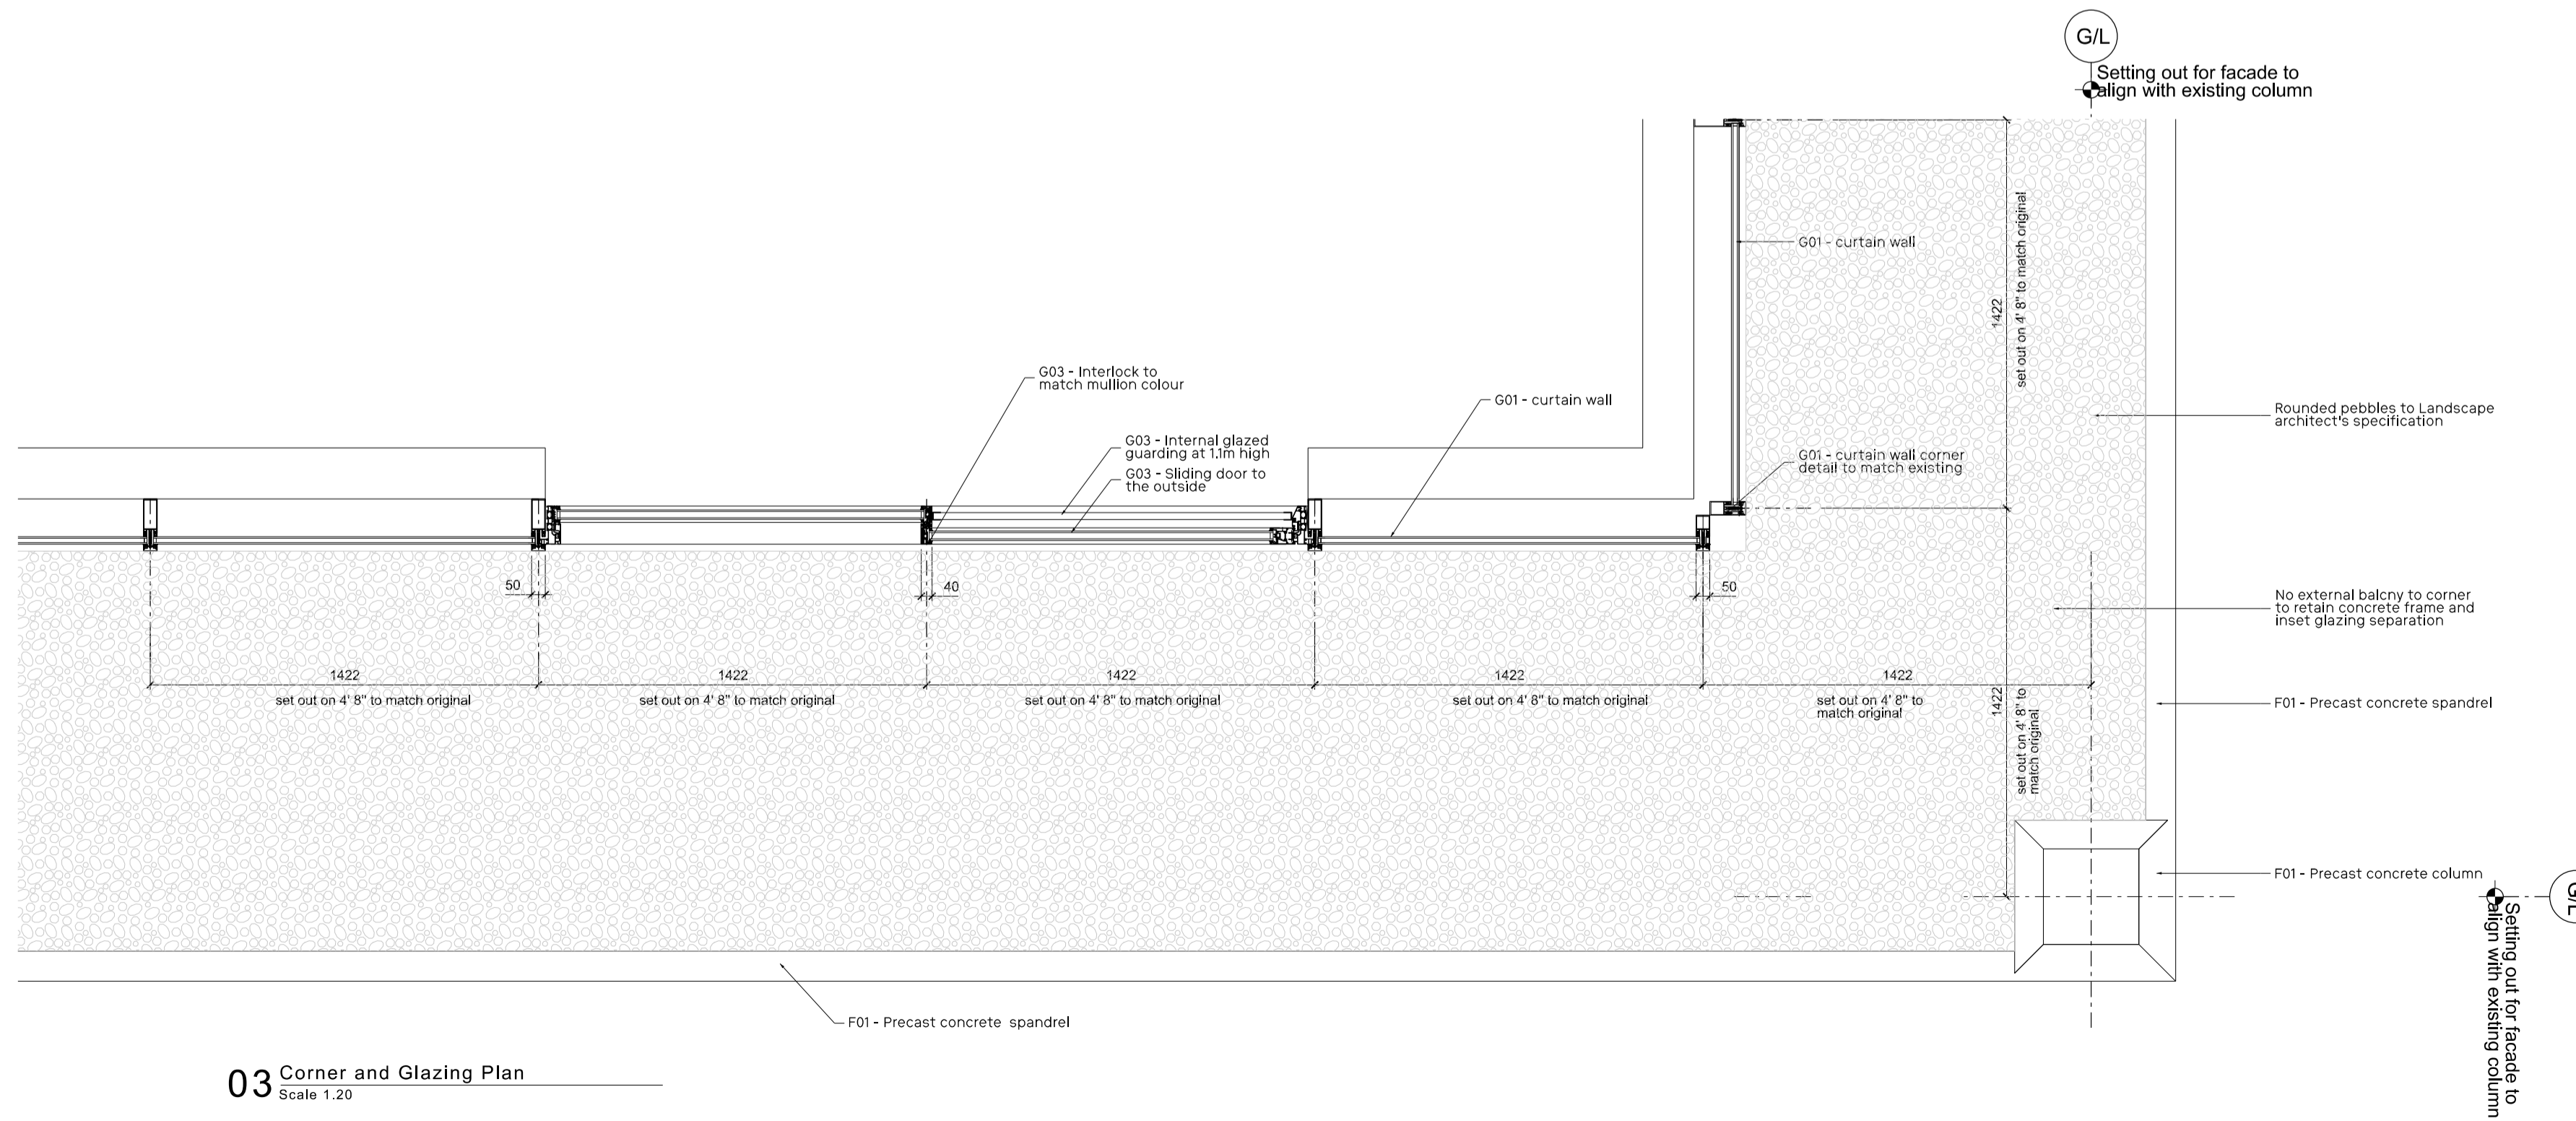 G/L
Setting out for facade to
align with existing column
G01 - curtain wall
1422
set out on 4' 8" to match original
G03 - Interlock to
match mullion colour
G01 - curtain wall
Rounded pebbles to Landscape
architect's specification
G03 - Internal glazed
guarding at 1.1m high
G03 - Sliding door to
the outside
G01 - curtain wall corner
detail to match existing
50
40
50
No external balcny to corner
to retain concrete frame and
inset glazing separation
1422
1422
1422
1422
1422
set out on 4' 8" to match original
set out on 4' 8" to match original
set out on 4' 8" to match original
set out on 4' 8" to match original
set out on 4' 8" to
match original
1422
set out on 4' 8" to
match original
F01 - Precast concrete spandrel
F01 - Precast concrete column
G/L
Setting out for facade to
align with existing column
F01 - Precast concrete  spandrel
03 Corner and Glazing Plan
Scale 1.20